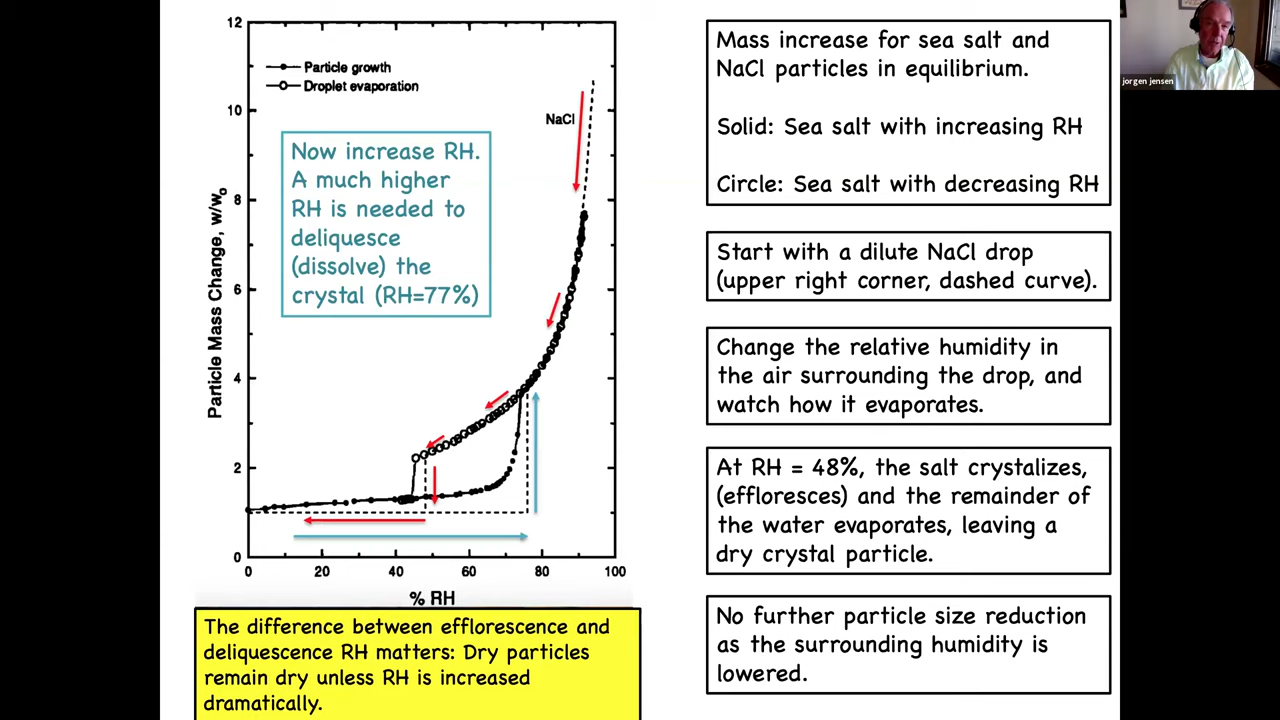 12
10
8
6
4
2
0
Particle Mass Change, w/w₀
Particle growth
Droplet evaporation
NaCl
Now increase RH.
A much higher
RH is needed to
deliquesce
(dissolve) the
crystal (RH=77%)
0 20 40 60 80 100
% RH
The difference between efflorescence and
deliquescence RH matters: Dry particles
remain dry unless RH is increased
dramatically.
Mass increase for sea salt and
NaCl particles in equilibrium.
Solid: Sea salt with increasing RH
Circle: Sea salt with decreasing RH
Start with a dilute NaCl drop
(upper right corner, dashed curve).
Change the relative humidity in
the air surrounding the drop, and
watch how it evaporates.
At RH = 48%, the salt crystalizes,
(effloresces) and the remainder of
the water evaporates, leaving a
dry crystal particle.
No further particle size reduction
as the surrounding humidity is
lowered.
jorgen jensen